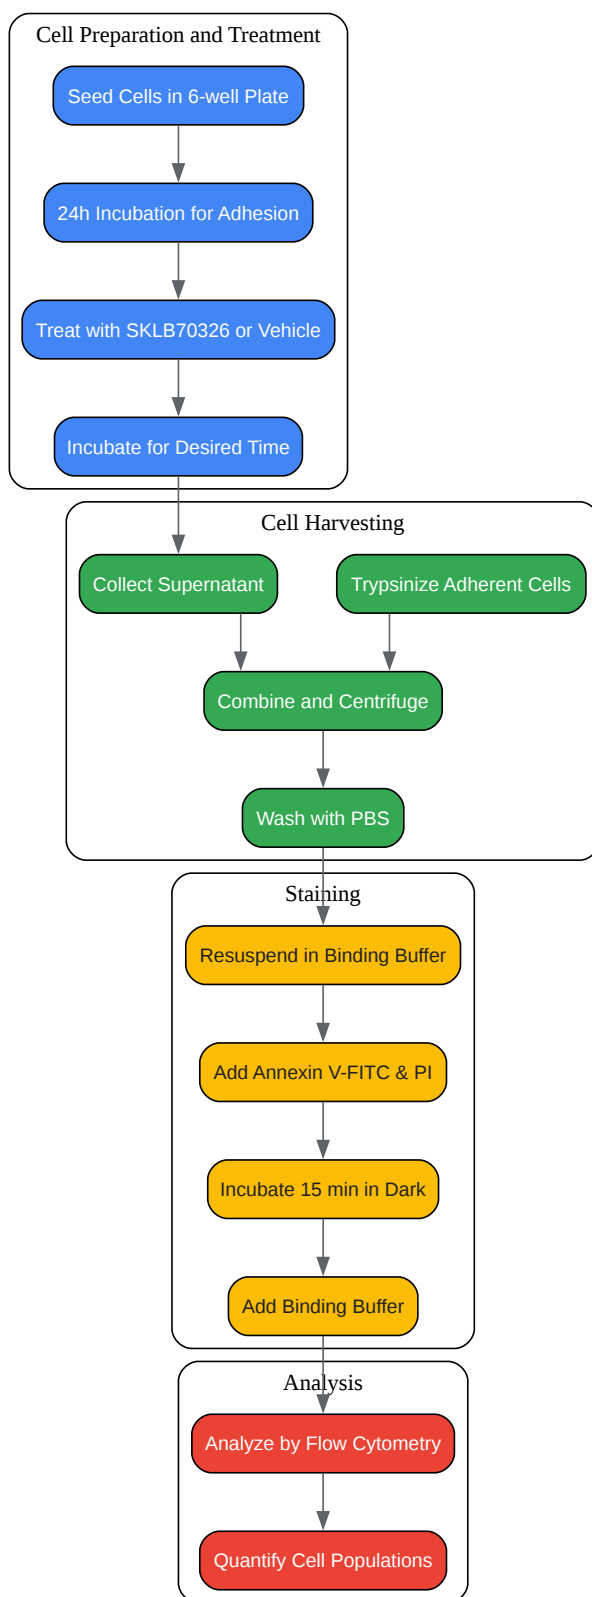 Cell Preparation and Treatment
Seed Cells in 6-well Plate
24h Incubation for Adhesion
Treat with SKLB70326 or Vehicle
Incubate for Desired Time
Cell Harvesting
Collect Supernatant
Trypsinize Adherent Cells
Combine and Centrifuge
Wash with PBS
Staining
Resuspend in Binding Buffer
Add Annexin V-FITC & PI
Incubate 15 min in Dark
Add Binding Buffer
Analysis
Analyze by Flow Cytometry
Quantify Cell Populations